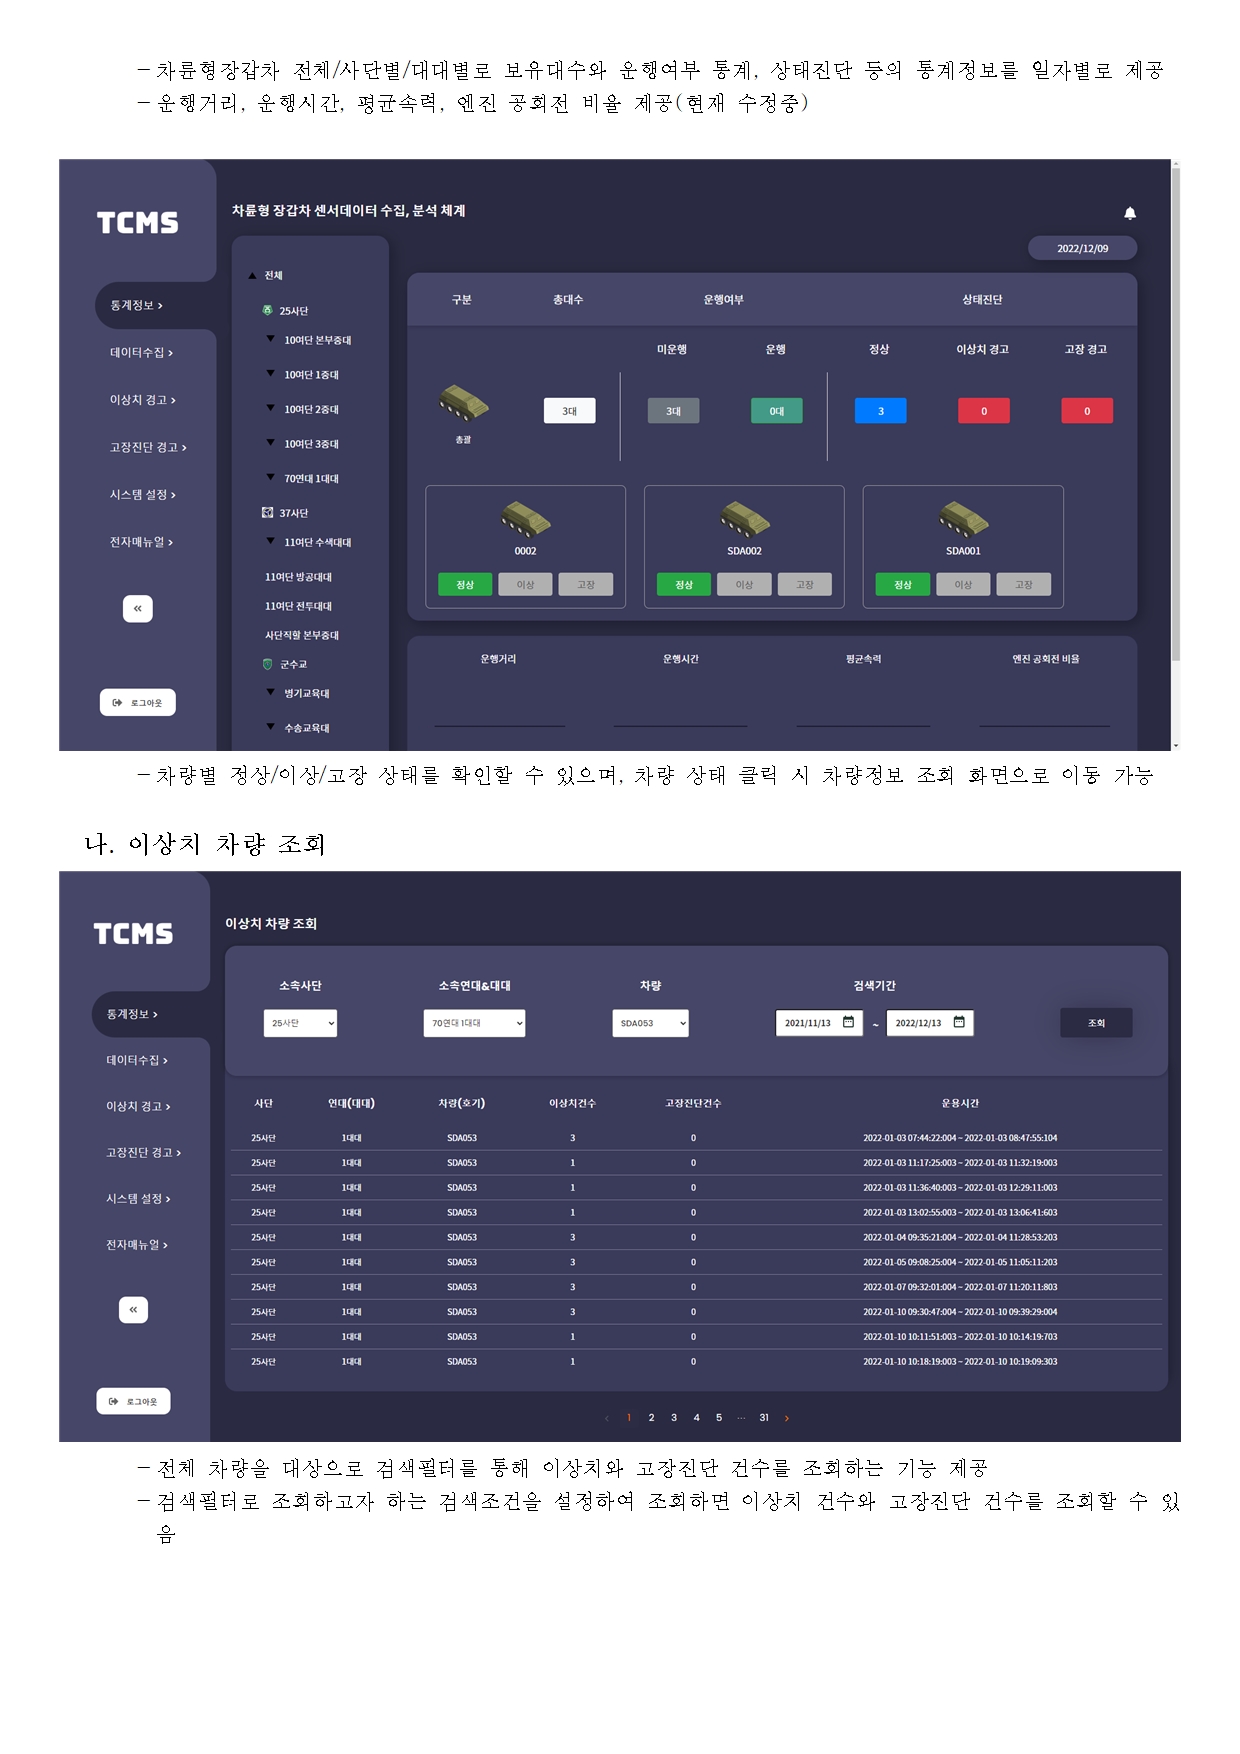 －차륜형장갑차 전체/사단별/대대별로 보유대수와 운행여부 통계, 상태진단 등의 통계정보를 일자별로 제공
－운행거리, 운행시간, 평균속력, 엔진 공회전 비율 제공(현재 수정중)
TCMS
차륜형 장갑차 센서데이터 수집, 분석 체계
2022/12/09
통계정보 >
데이터수집 >
이상치 경고 >
고장진단 경고 >
시스템 설정 >
전자매뉴얼 >
«
로그아웃
▲ 전체
25사단
▼ 10여단 본부중대
▼ 10여단 1중대
▼ 10여단 2중대
▼ 10여단 3중대
▼ 70연대 1대대
37사단
▼ 11여단 수색대대
11여단 방공대대
11여단 전투대대
사단직할 본부중대
군수교
▼ 병기교육대
▼ 수송교육대
구분 총대수 운행여부 상태진단
미운행 운행 정상 이상치 경고 고장 경고
3대 3대 0대 3 0 0
총괄
0002 SDA002 SDA001
정상 이상 고장 정상 이상 고장 정상 이상 고장
운행거리 운행시간 평균속력 엔진 공회전 비율
－차량별 정상/이상/고장 상태를 확인할 수 있으며, 차량 상태 클릭 시 차량정보 조회 화면으로 이동 가능
나. 이상치 차량 조회
TCMS
통계정보 >
데이터수집 >
이상치 경고 >
고장진단 경고 >
시스템 설정 >
전자매뉴얼 >
«
로그아웃
이상치 차량 조회
소속사단 소속연대&대대 차량 검색기간
25사단 70연대 1대대 SDA053 2021/11/13 ~ 2022/12/13 조회
사단 연대(대대) 차량(호기) 이상치건수 고장진단건수 운용시간
25사단 1대대 SDA053 3 0 2022-01-03 07:44:22:004 ~ 2022-01-03 08:47:55:104
25사단 1대대 SDA053 1 0 2022-01-03 11:17:25:003 ~ 2022-01-03 11:32:19:003
25사단 1대대 SDA053 1 0 2022-01-03 11:36:40:003 ~ 2022-01-03 12:29:11:003
25사단 1대대 SDA053 1 0 2022-01-03 13:02:55:003 ~ 2022-01-03 13:06:41:603
25사단 1대대 SDA053 3 0 2022-01-04 09:35:21:004 ~ 2022-01-04 11:28:53:203
25사단 1대대 SDA053 3 0 2022-01-05 09:08:25:004 ~ 2022-01-05 11:05:11:203
25사단 1대대 SDA053 3 0 2022-01-07 09:32:01:004 ~ 2022-01-07 11:20:11:803
25사단 1대대 SDA053 3 0 2022-01-10 09:30:47:004 ~ 2022-01-10 09:39:29:004
25사단 1대대 SDA053 1 0 2022-01-10 10:11:51:003 ~ 2022-01-10 10:14:19:703
25사단 1대대 SDA053 1 0 2022-01-10 10:18:19:003 ~ 2022-01-10 10:19:09:303
< 1 2 3 4 5 ··· 31 >
－전체 차량을 대상으로 검색필터를 통해 이상치와 고장진단 건수를 조회하는 기능 제공
－검색필터로 조회하고자 하는 검색조건을 설정하여 조회하면 이상치 건수와 고장진단 건수를 조회할 수 있
음